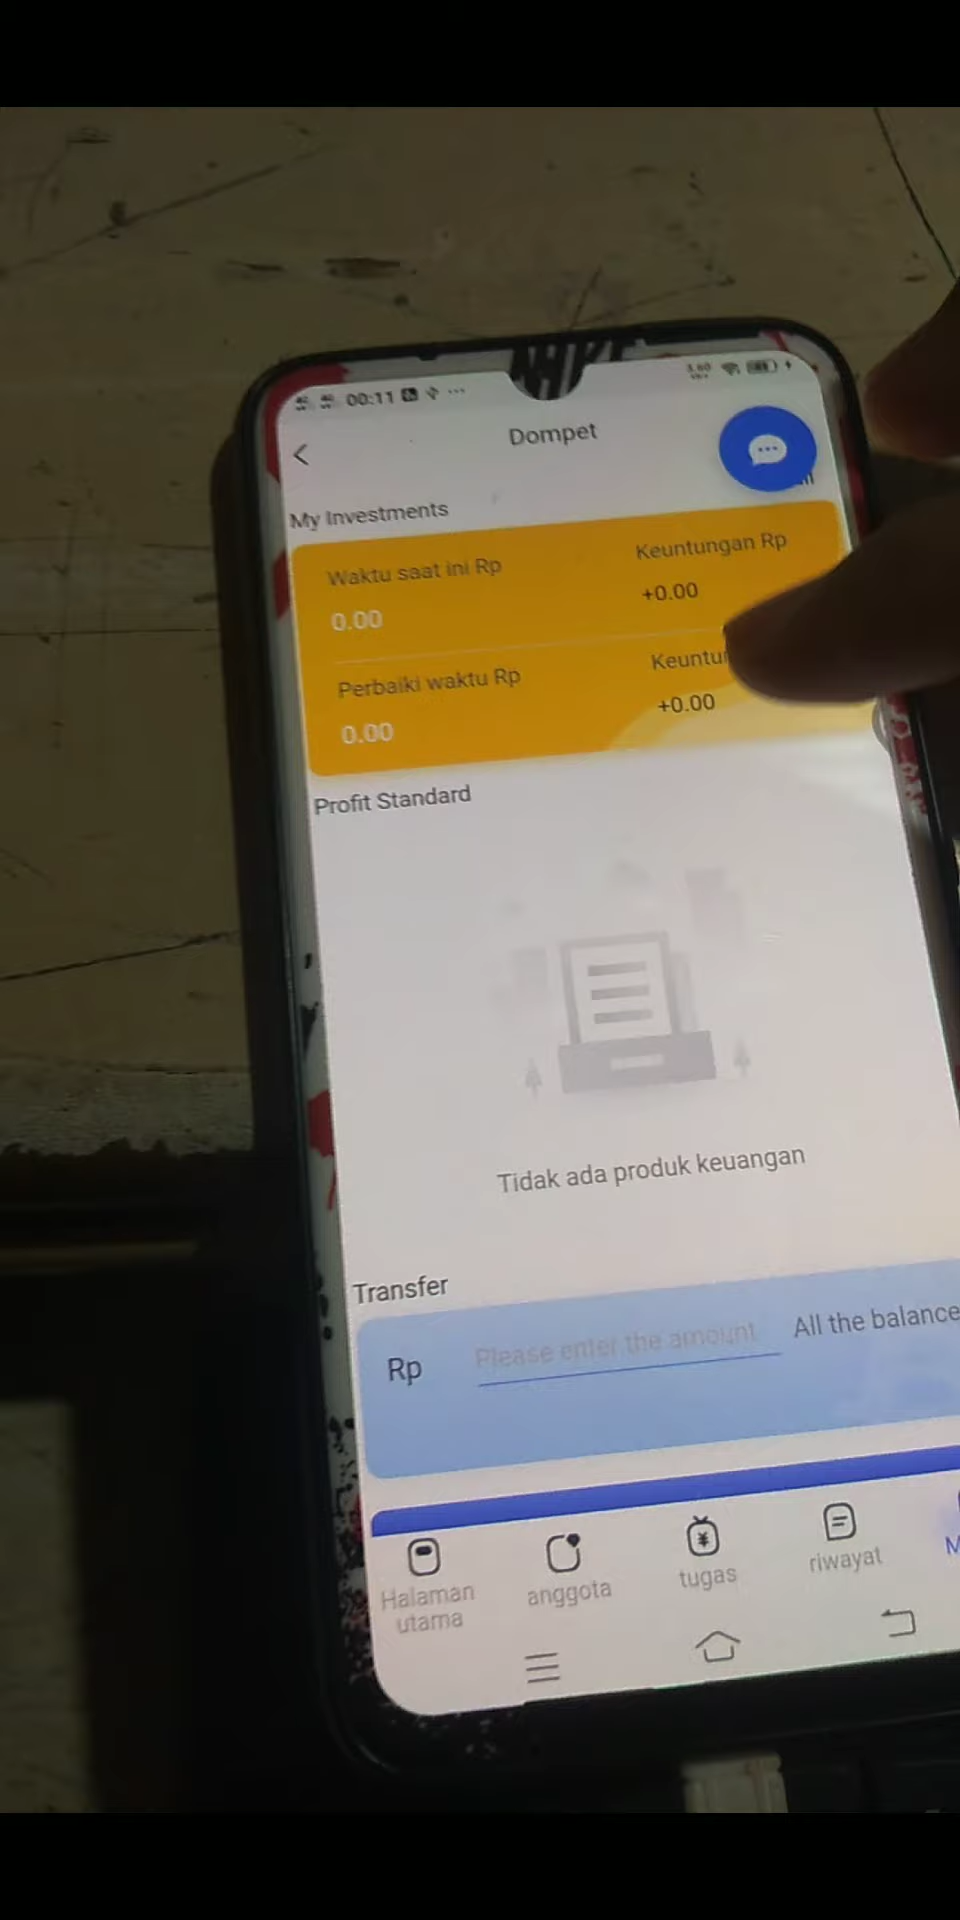 00:11
Dompet
My Investments
Waktu saat ini Rp
Keuntungan Rp
0.00
+0.00
Perbaiki waktu Rp
0.00
+0.00
Profit Standard
Tidak ada produk keuangan
Transfer
Rp
Please enter the amount
All the balance
Halaman utama
anggota
tugas
riwayat